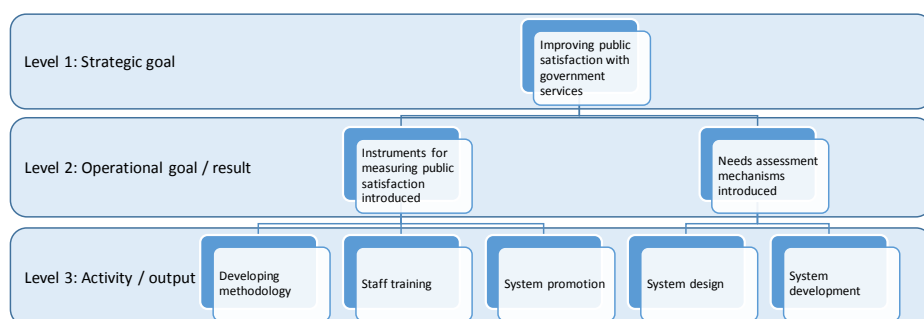 Level 1: Strategic goal
Improving public
satisfaction with
government
services
Level 2: Operational goal / result
Instruments for
measuring public
satisfaction
introduced
Needs assessment
mechanisms
introduced
Level 3: Activity / output
Developing
methodology
Staff training
System promotion
System design
System
development